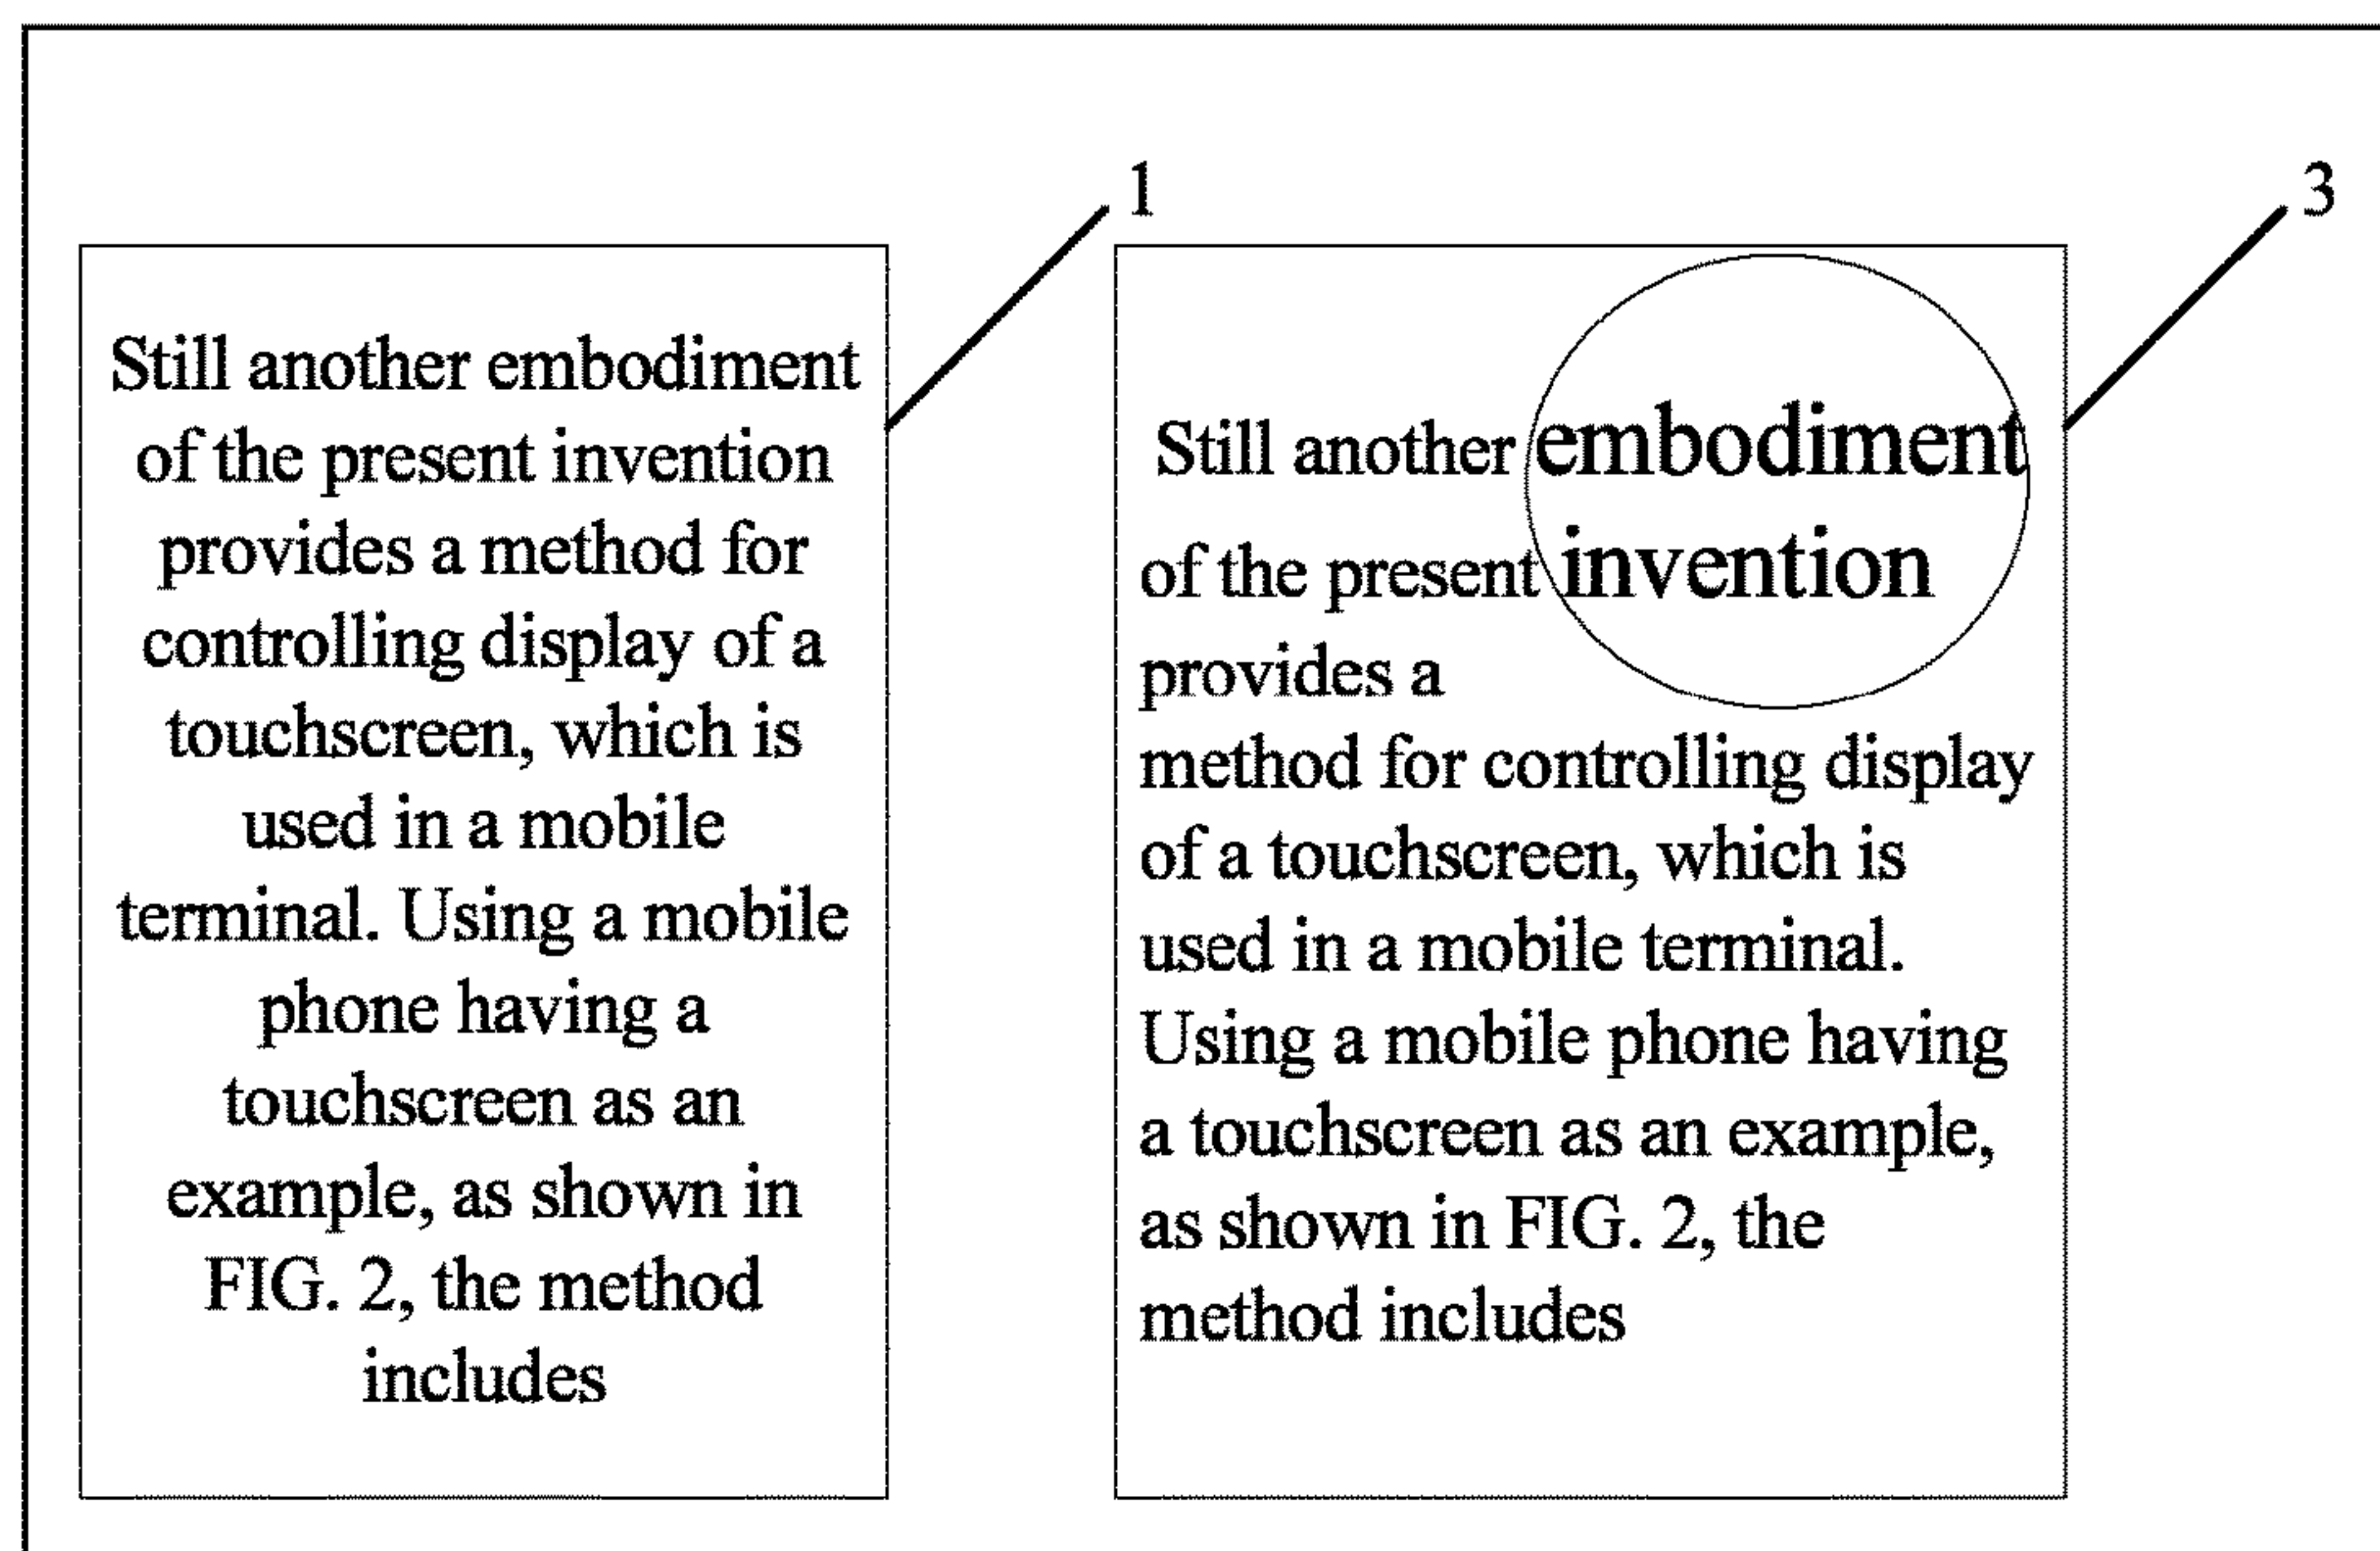 1
Still another embodiment
of the present invention
provides a method for
controlling display of a
touchscreen, which is
used in a mobile
terminal. Using a mobile
phone having a
touchscreen as an
example, as shown in
FIG. 2, the method
includes
3
Still another embodiment
of the present invention
provides a
method for controlling display
of a touchscreen, which is
used in a mobile terminal.
Using a mobile phone having
a touchscreen as an example,
as shown in FIG. 2, the
method includes